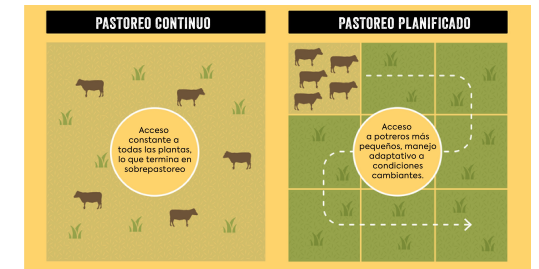 PASTOREO CONTINUO
Acceso
constante a
todas las plantas,
lo que termina en
sobrepastoreo
PASTOREO PLANIFICADO
Acceso
a potreros más
pequeños, manejo
adaptativo a
condiciones
cambiantes.